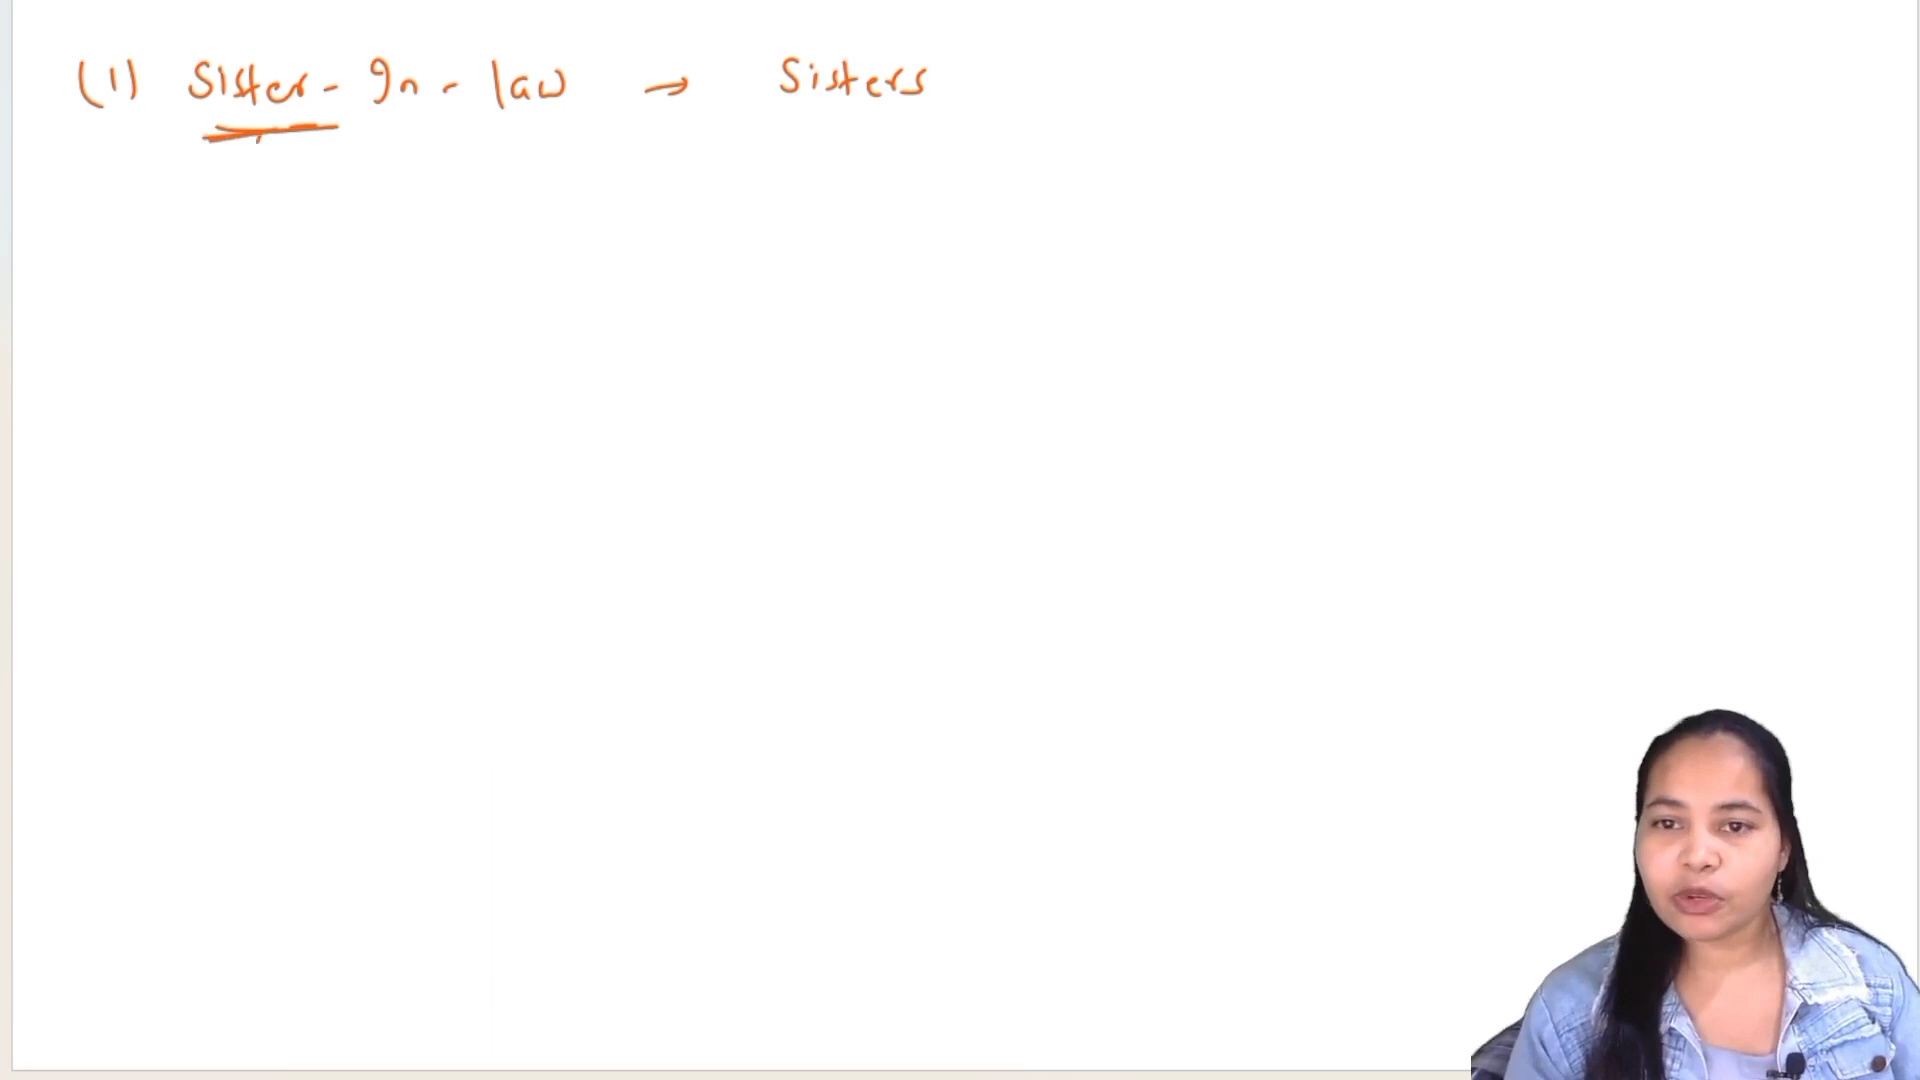 (1) Sister - In - law → Sisters